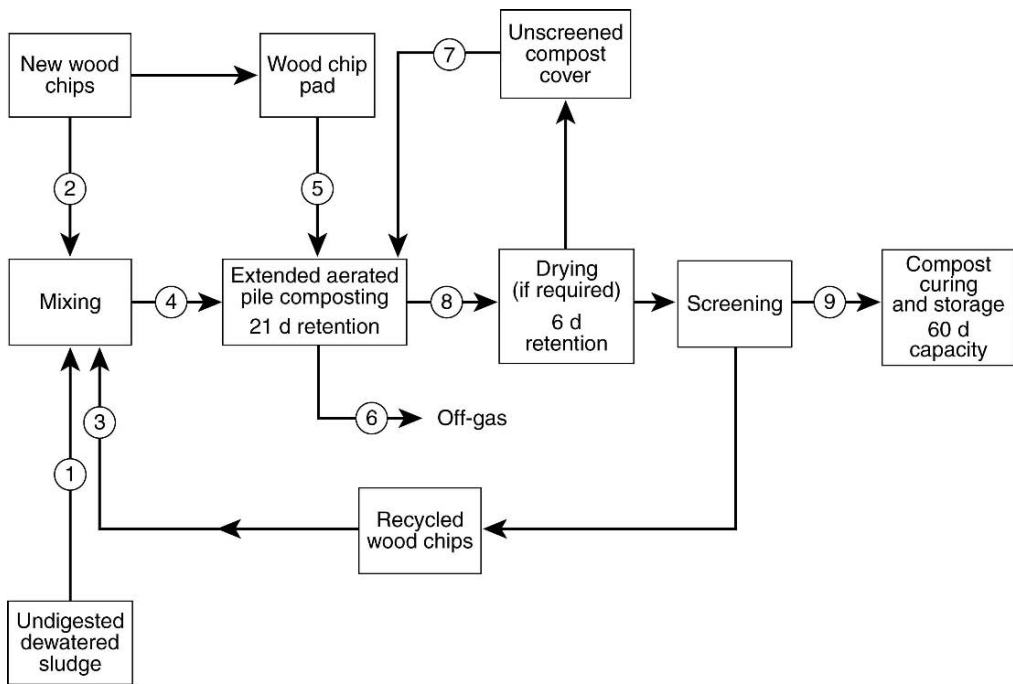 New wood
chips
Wood chip
pad
7
Unscreened
compost
cover
2
5
Mixing
4
Extended aerated
pile composting
21 d retention
8
Drying
(if required)
6 d
retention
Screening
9
Compost
curing
and storage
60 d
capacity
3
6
Off-gas
1
Recycled
wood chips
Undigested
dewatered
sludge